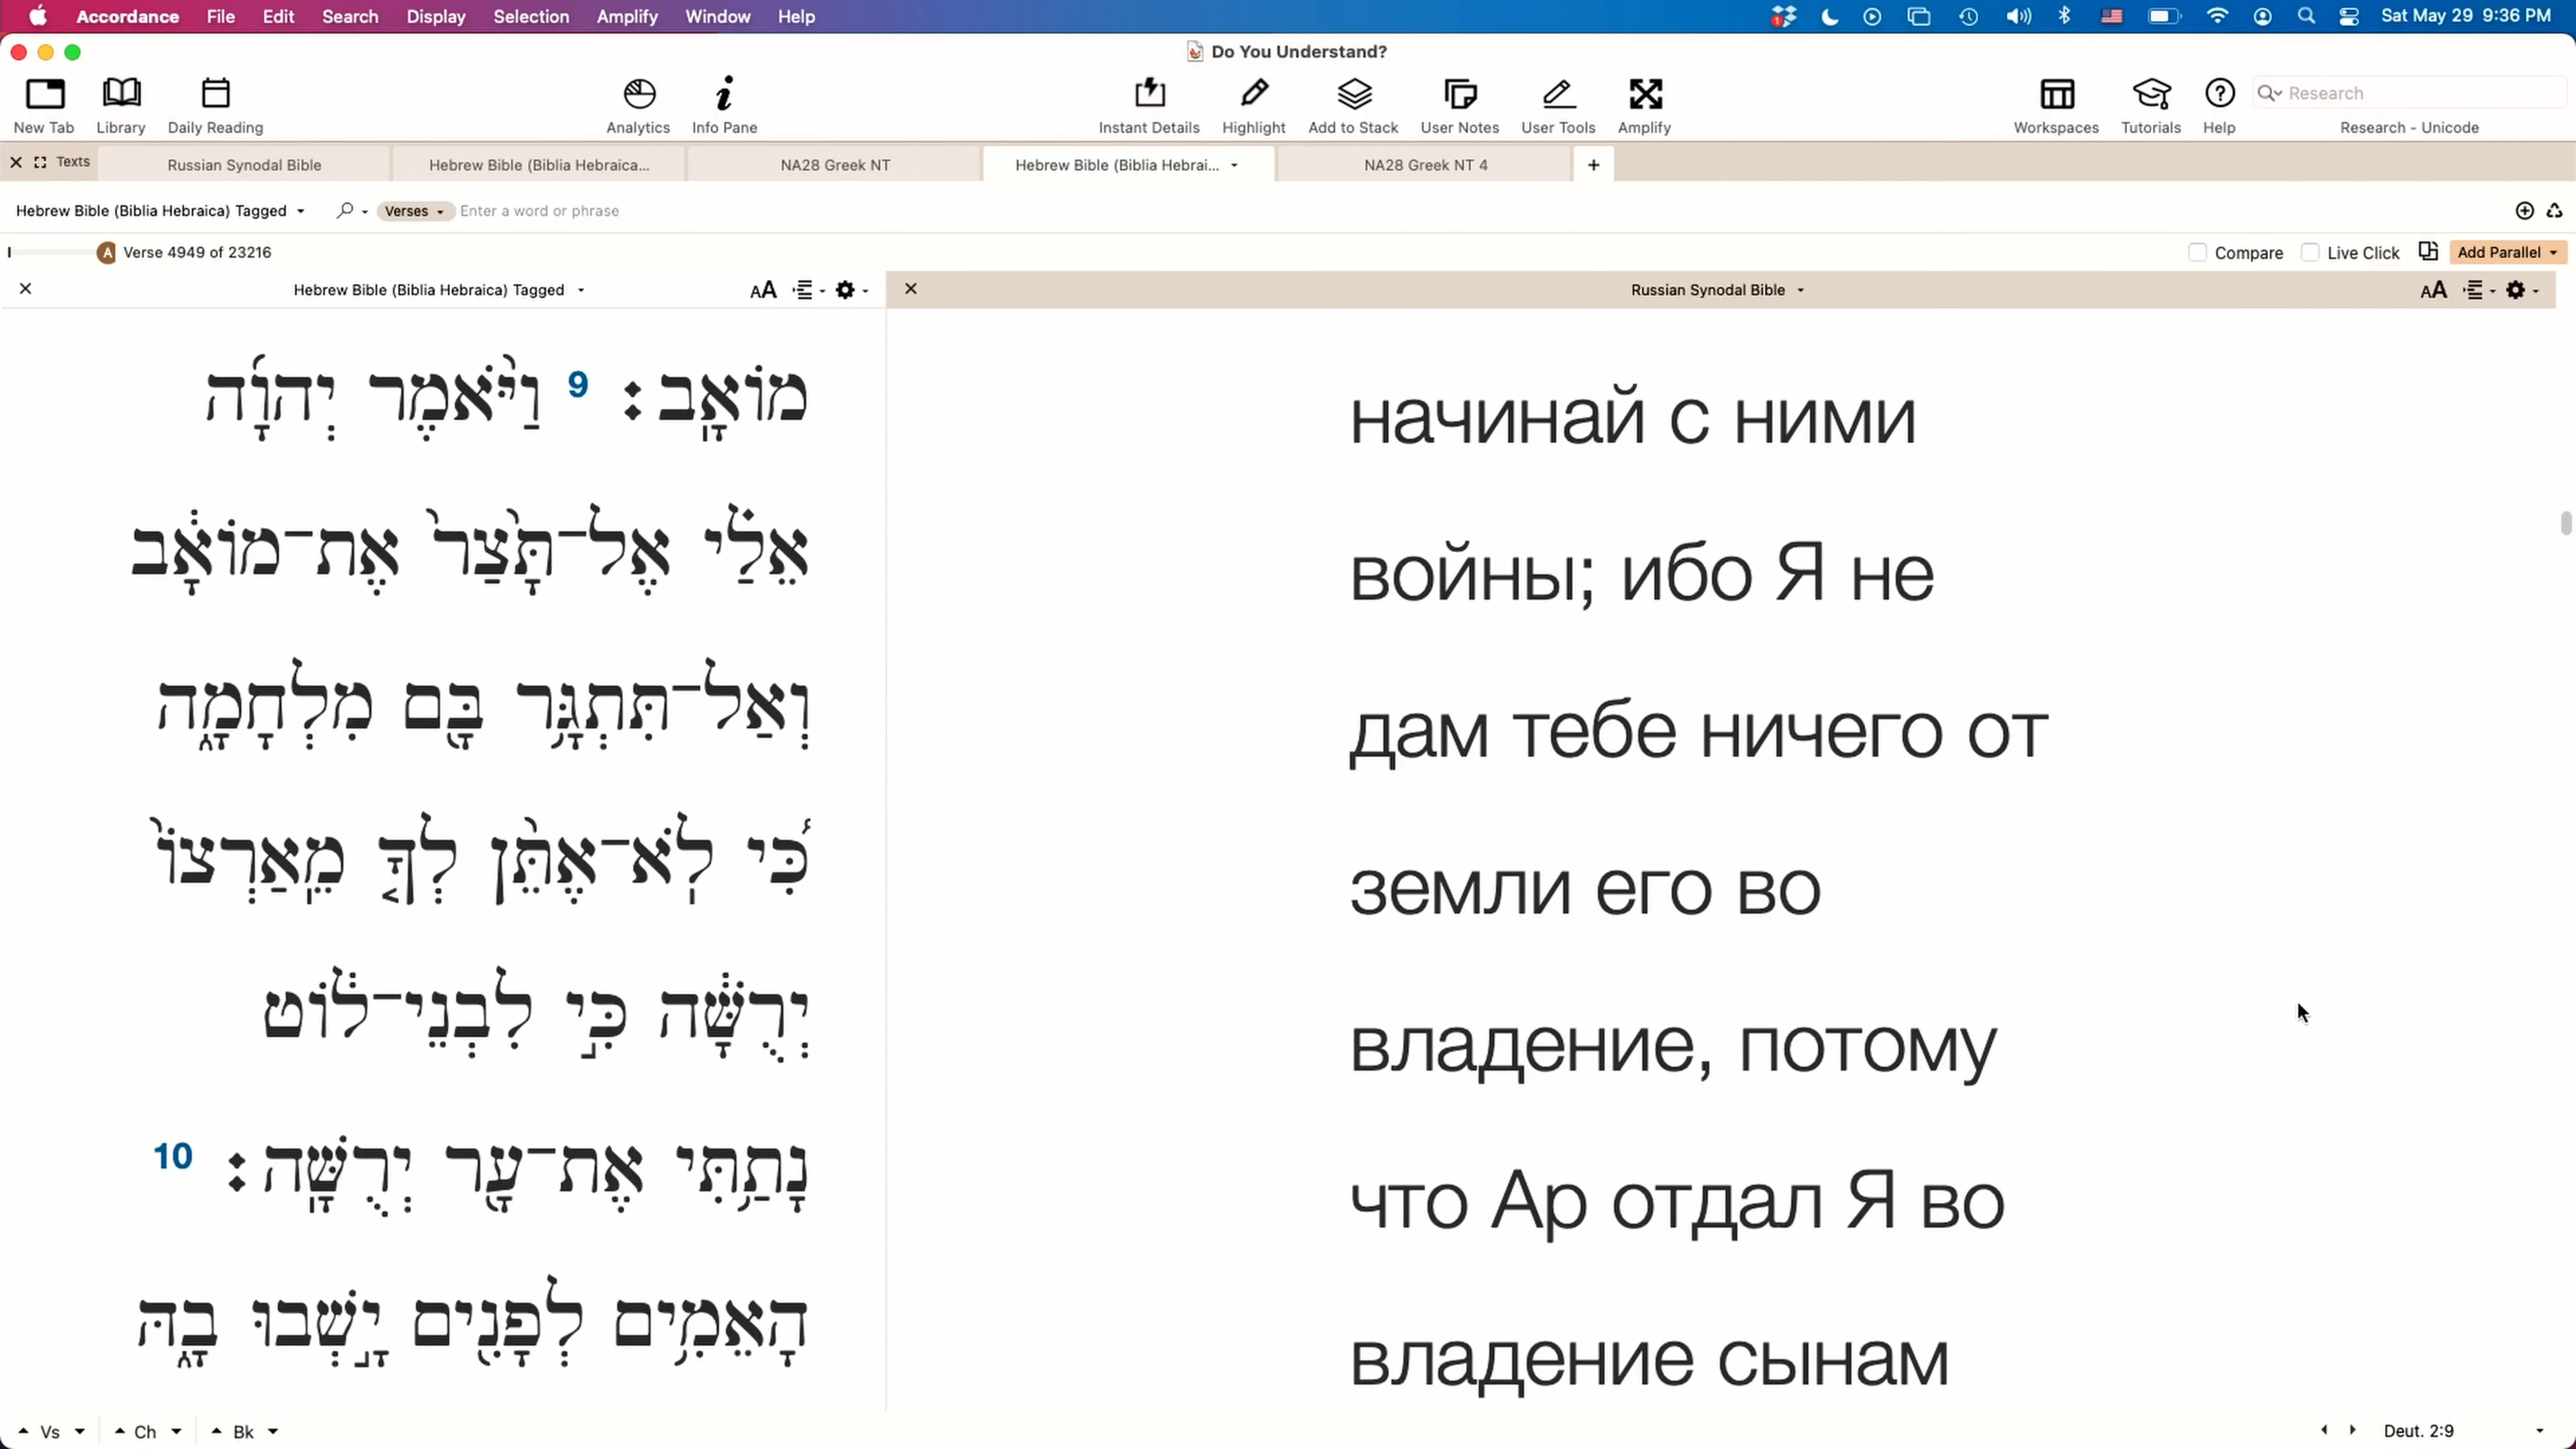 Accordance File Edit Search Display Selection Amplify Window Help 1 Sat May 29 9:36 PM
Do You Understand?
New Tab Library Daily Reading Analytics Info Pane Instant Details Highlight Add to Stack User Notes User Tools Amplify Workspaces Tutorials Help Research
Research - Unicode
Texts Russian Synodal Bible Hebrew Bible (Biblia Hebraica... NA28 Greek NT Hebrew Bible (Biblia Hebrai... NA28 Greek NT 4 +
Hebrew Bible (Biblia Hebraica) Tagged Verses Enter a word or phrase
A Verse 4949 of 23216 Compare Live Click Add Parallel
Hebrew Bible (Biblia Hebraica) Tagged AA
מוֹאָֽב׃ 9 וַיֹּ֨אמֶר יְהוָ֜ה
אֵלַ֗י אֶל־תָּ֙צַר֙ אֶת־מוֹאָ֔ב
וְאַל־תִּתְגָּ֥ר בָּ֖ם מִלְחָמָ֑ה
כִּ֠י לֹֽא־אֶתֵּ֨ן לְךָ֤ מֵֽאַרְצוֹ֙
יְרֻשָּׁ֔ה כִּ֣י לִבְנֵי־ל֔וֹט
נָתַ֥תִּי אֶת־עָ֖ר יְרֻשָּֽׁה׃ 10
הָאֵמִ֥ים לְפָנִ֖ים יָ֣שְׁבוּ בָ֑הּ
Russian Synodal Bible AA
начинай с ними
войны; ибо Я не
дам тебе ничего от
земли его во
владение, потому
что Ар отдал Я во
владение сынам
Vs Ch Bk Deut. 2:9